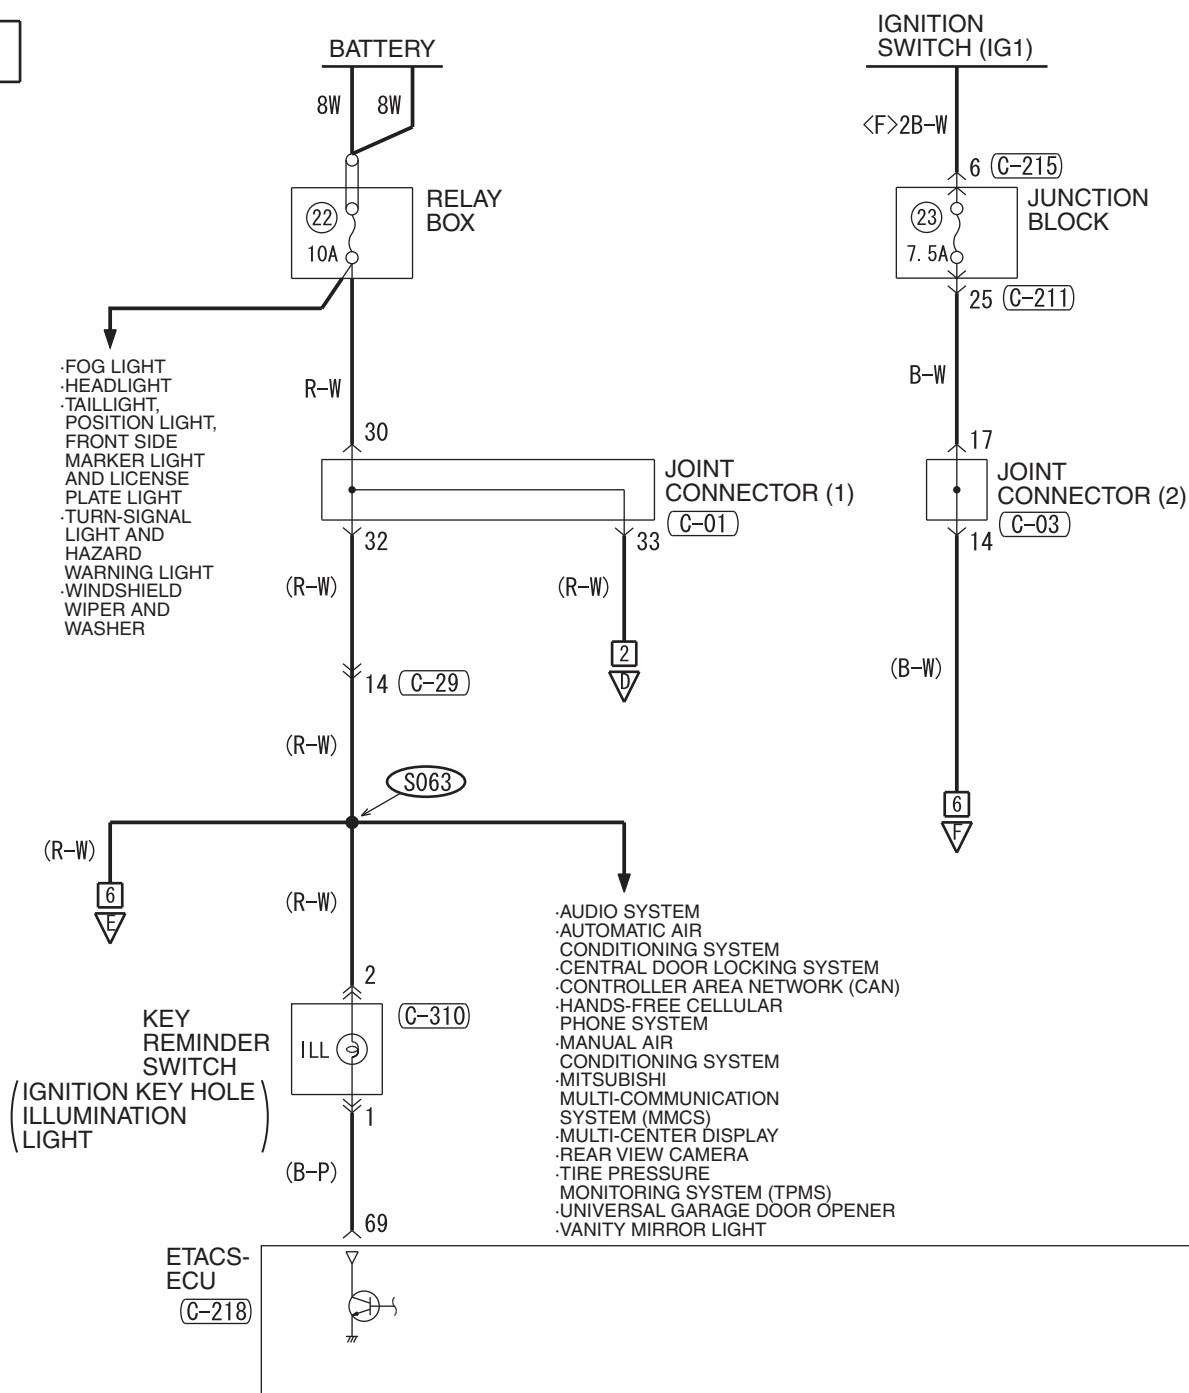 IGNITION
SWITCH (IG1)
BATTERY
8W
8W
<F>2B-W
6
C-215
RELAY
BOX
22
10A
JUNCTION
BLOCK
23
7.5A
25
C-211
·FOG LIGHT
·HEADLIGHT
·TAILLIGHT,
POSITION LIGHT,
FRONT SIDE
MARKER LIGHT
AND LICENSE
PLATE LIGHT
·TURN-SIGNAL
LIGHT AND
HAZARD
WARNING LIGHT
·WINDSHIELD
WIPER AND
WASHER
R-W
B-W
30
17
JOINT
CONNECTOR (1)
C-01
JOINT
CONNECTOR (2)
C-03
32
33
14
(R-W)
(R-W)
2
D
14
C-29
(B-W)
(R-W)
S063
6
F
(R-W)
6
E
(R-W)
·AUDIO SYSTEM
·AUTOMATIC AIR
CONDITIONING SYSTEM
·CENTRAL DOOR LOCKING SYSTEM
·CONTROLLER AREA NETWORK (CAN)
·HANDS-FREE CELLULAR
PHONE SYSTEM
·MANUAL AIR
CONDITIONING SYSTEM
·MITSUBISHI
MULTI-COMMUNICATION
SYSTEM (MMCS)
·MULTI-CENTER DISPLAY
·REAR VIEW CAMERA
·TIRE PRESSURE
MONITORING SYSTEM (TPMS)
·UNIVERSAL GARAGE DOOR OPENER
·VANITY MIRROR LIGHT
2
C-310
KEY
REMINDER
SWITCH
(IGNITION KEY HOLE
ILLUMINATION
LIGHT)
ILL
1
(B-P)
69
ETACS-
ECU
C-218